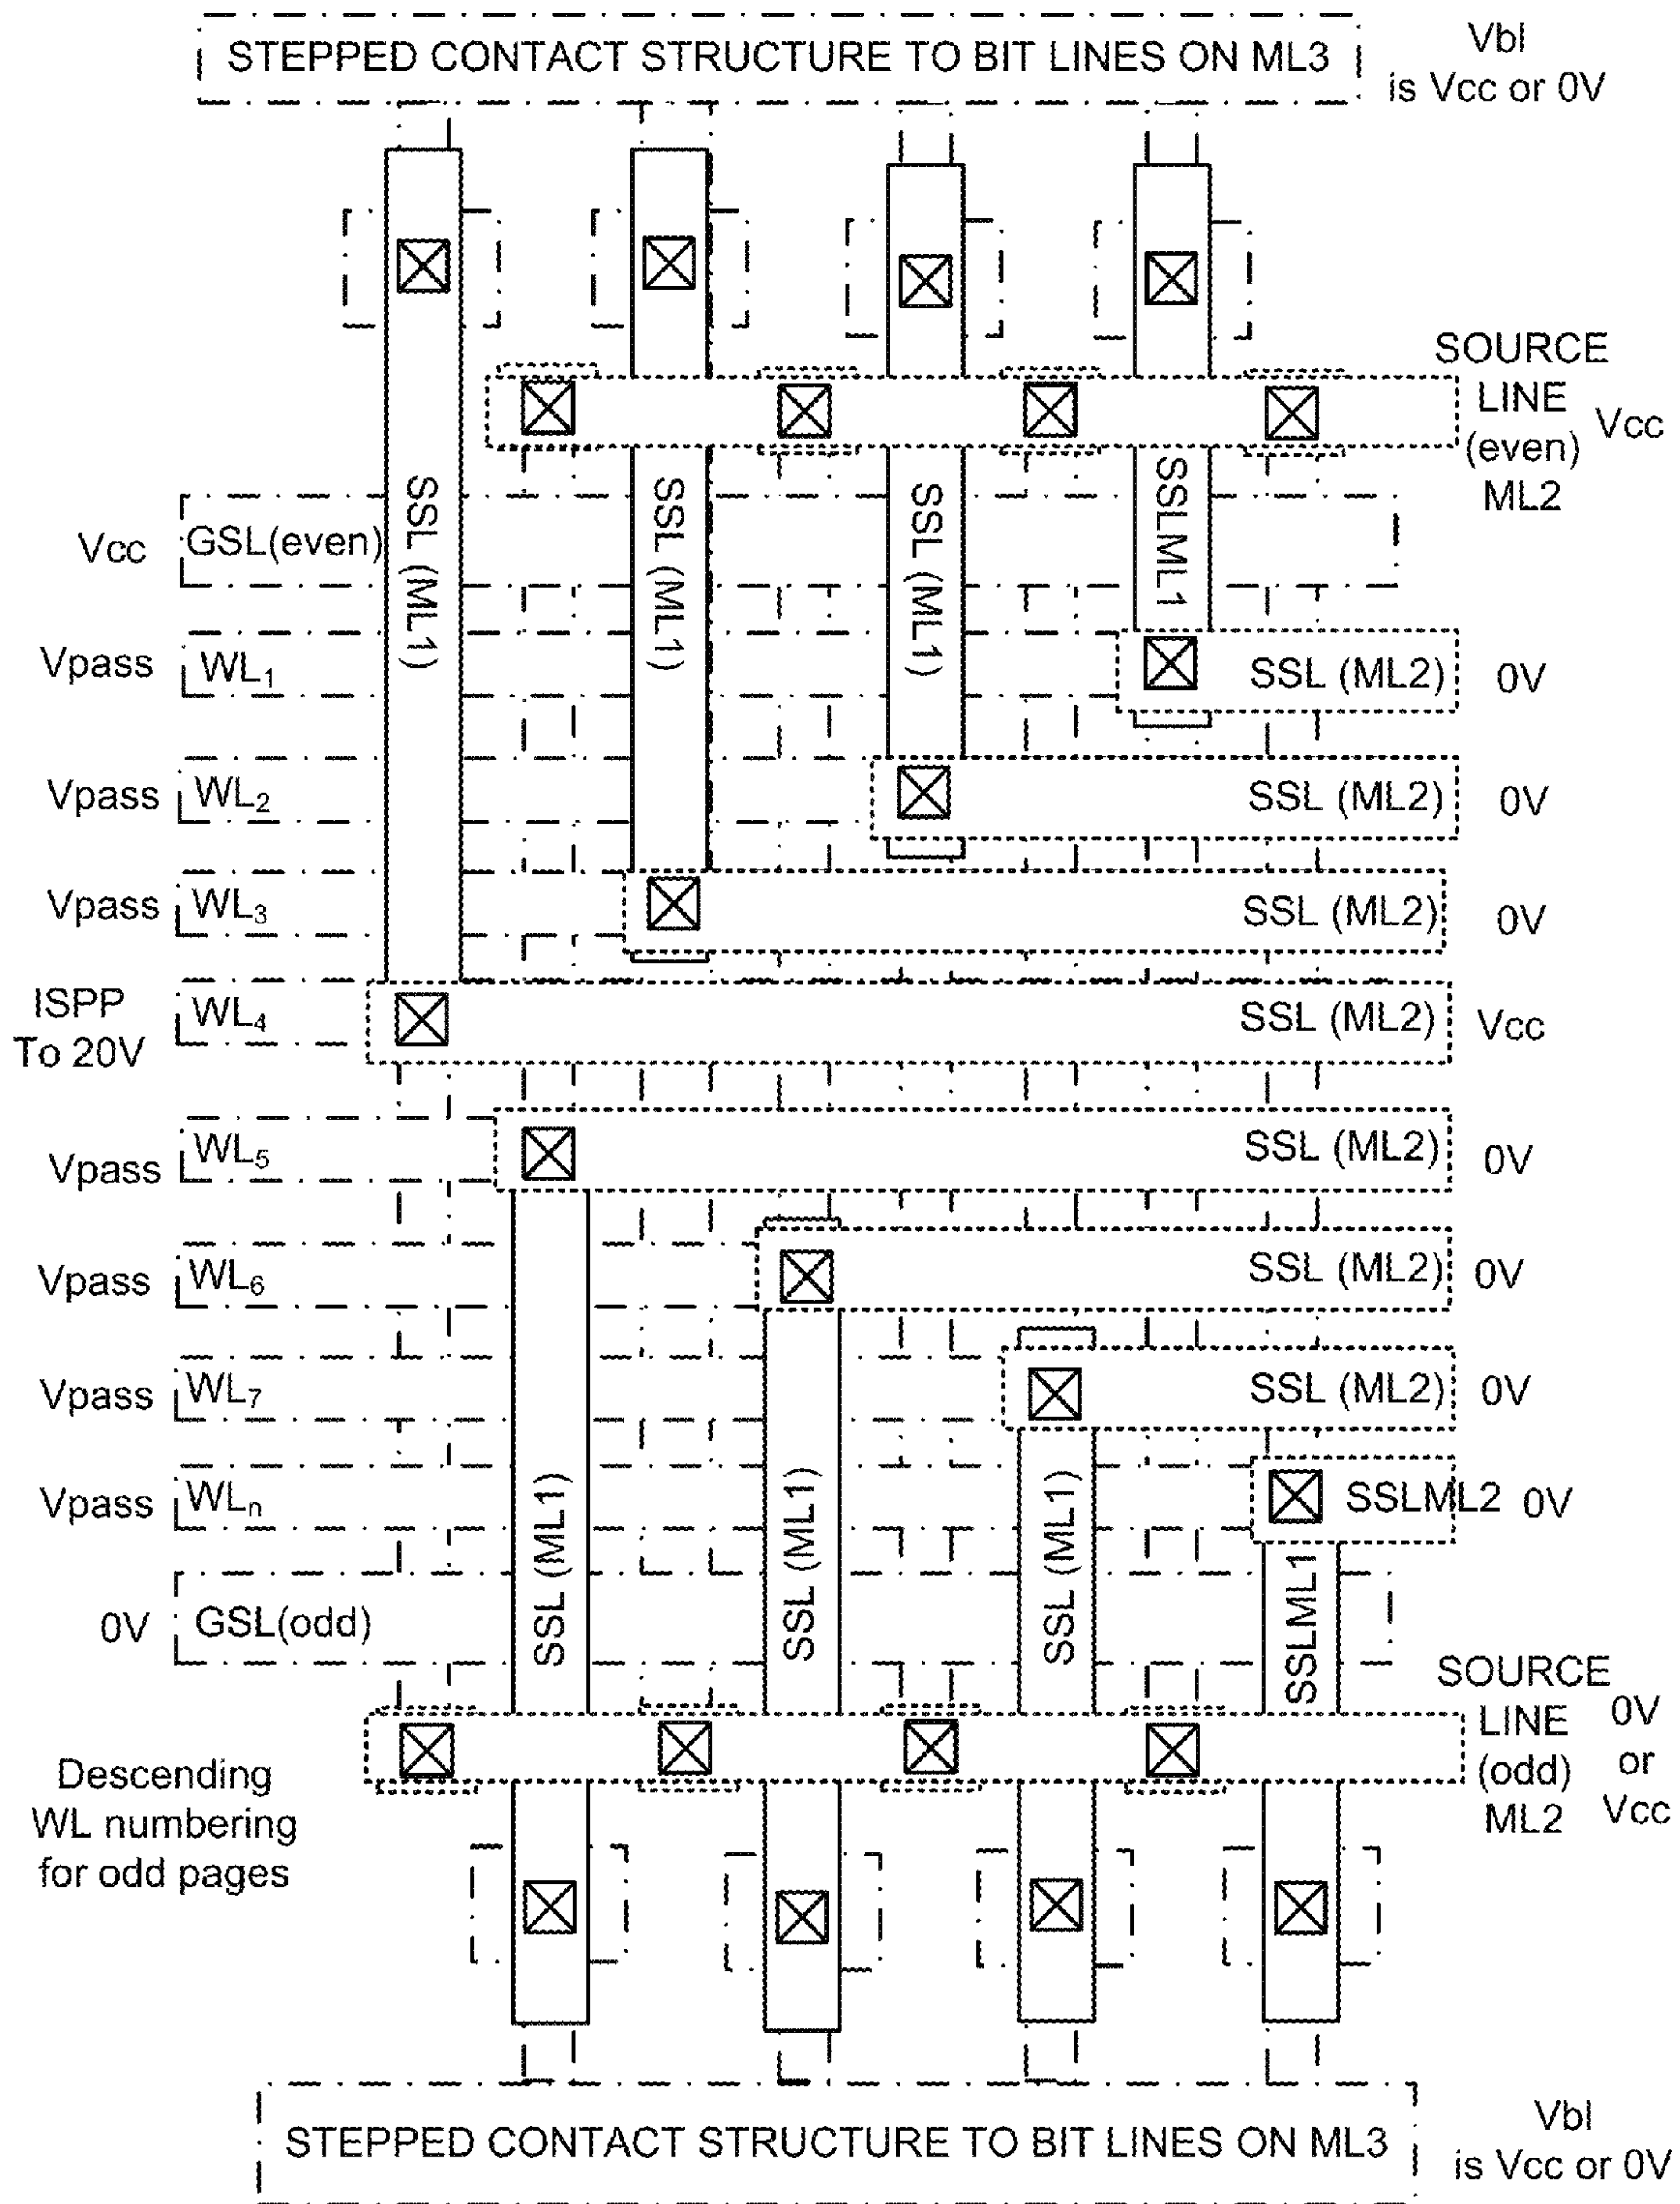 STEPPED CONTACT STRUCTURE TO BIT LINES ON ML3
Vbl
is Vcc or 0V
SOURCE
LINE
(even)
ML2
Vcc
SSL (ML1)
SSL (ML1)
SSL (ML1)
SSLML1
Vcc
GSL(even)
Vpass
WL1
SSL (ML2)
0V
Vpass
WL2
SSL (ML2)
0V
Vpass
WL3
SSL (ML2)
0V
ISPP
To 20V
WL4
SSL (ML2)
Vcc
Vpass
WL5
SSL (ML2)
0V
Vpass
WL6
SSL (ML2)
0V
Vpass
WL7
SSL (ML2)
0V
Vpass
WLn
SSLML2
0V
SSL (ML1)
SSL (ML1)
SSL (ML1)
SSLML1
0V
GSL(odd)
SOURCE
LINE
(odd)
ML2
0V
or
Vcc
Descending
WL numbering
for odd pages
STEPPED CONTACT STRUCTURE TO BIT LINES ON ML3
Vbl
is Vcc or 0V